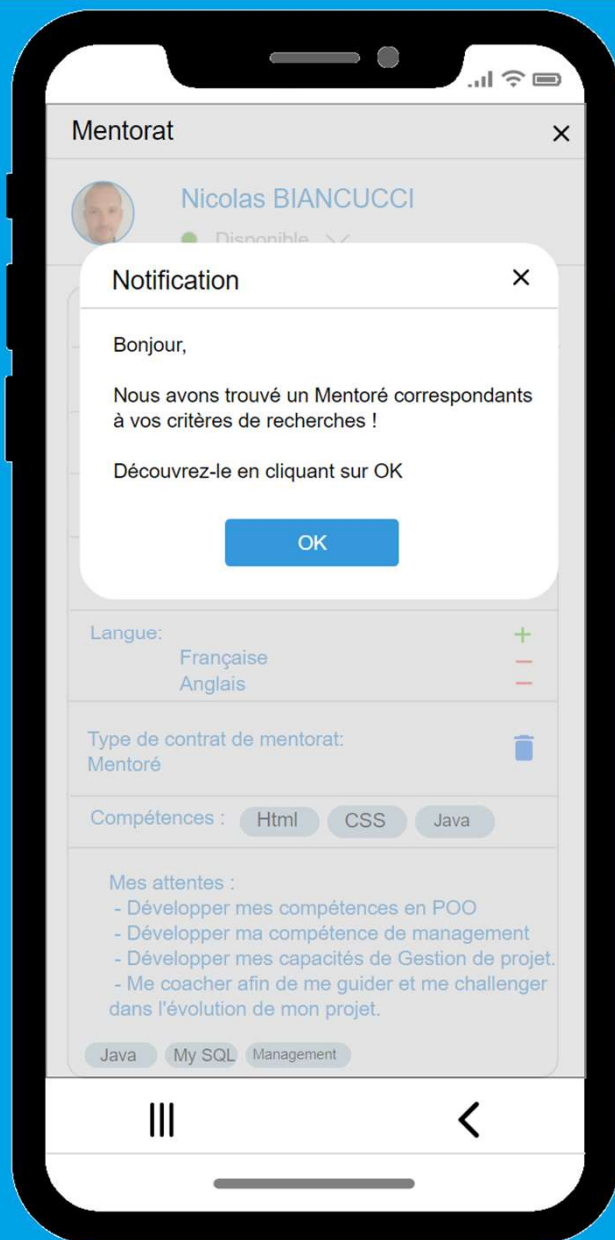 Mentorat
Nicolas BIANCUCCI
Disponible
Notification
Bonjour,
Nous avons trouvé un Mentoré correspondants
à vos critères de recherches !
Découvrez-le en cliquant sur OK
OK
Langue:
Française
Anglais
Type de contrat de mentorat:
Mentoré
Compétences : Html CSS Java
Mes attentes :
- Développer mes compétences en POO
- Développer ma compétence de management
- Développer mes capacités de Gestion de projet.
- Me coacher afin de me guider et me challenger
dans l'évolution de mon projet.
Java My SQL Management